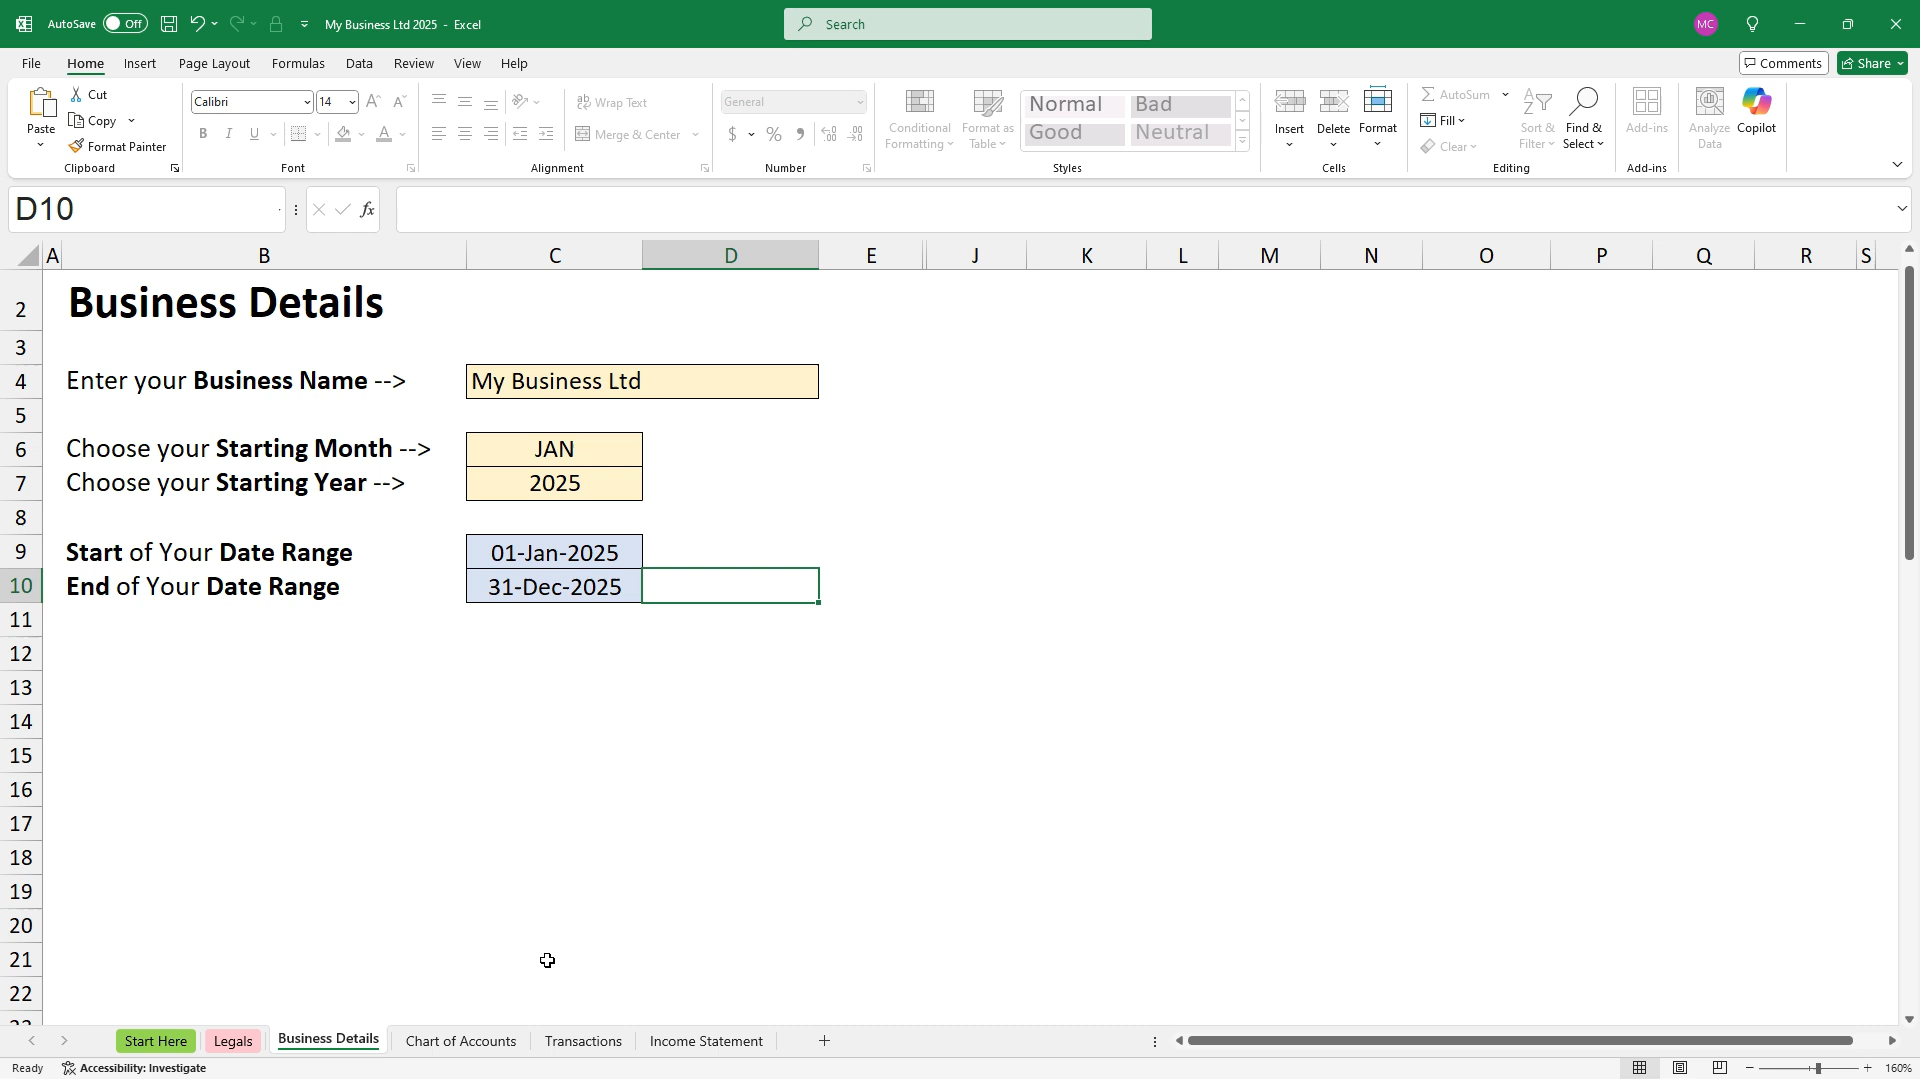 AutoSave Off My Business Ltd 2025 - Excel Search MC
File Home Insert Page Layout Formulas Data Review View Help Comments Share
Paste Cut Copy Format Painter Clipboard
Calibri 14 B I U A Font
Wrap Text Merge & Center Alignment
General $ % Number
Conditional Formatting Format as Table Normal Bad Good Neutral Styles
Insert Delete Format Cells
AutoSum Fill Clear Sort & Filter Find & Select Editing
Add-ins Add-ins
Analyze Data Copilot
D10 fx
A B C D E J K L M N O P Q R S
2 Business Details
3
4 Enter your Business Name --> My Business Ltd
5
6 Choose your Starting Month --> JAN
7 Choose your Starting Year --> 2025
8
9 Start of Your Date Range 01-Jan-2025
10 End of Your Date Range 31-Dec-2025
11
12
13
14
15
16
17
18
19
20
21
22
Start Here Legals Business Details Chart of Accounts Transactions Income Statement +
Ready Accessibility: Investigate 160%